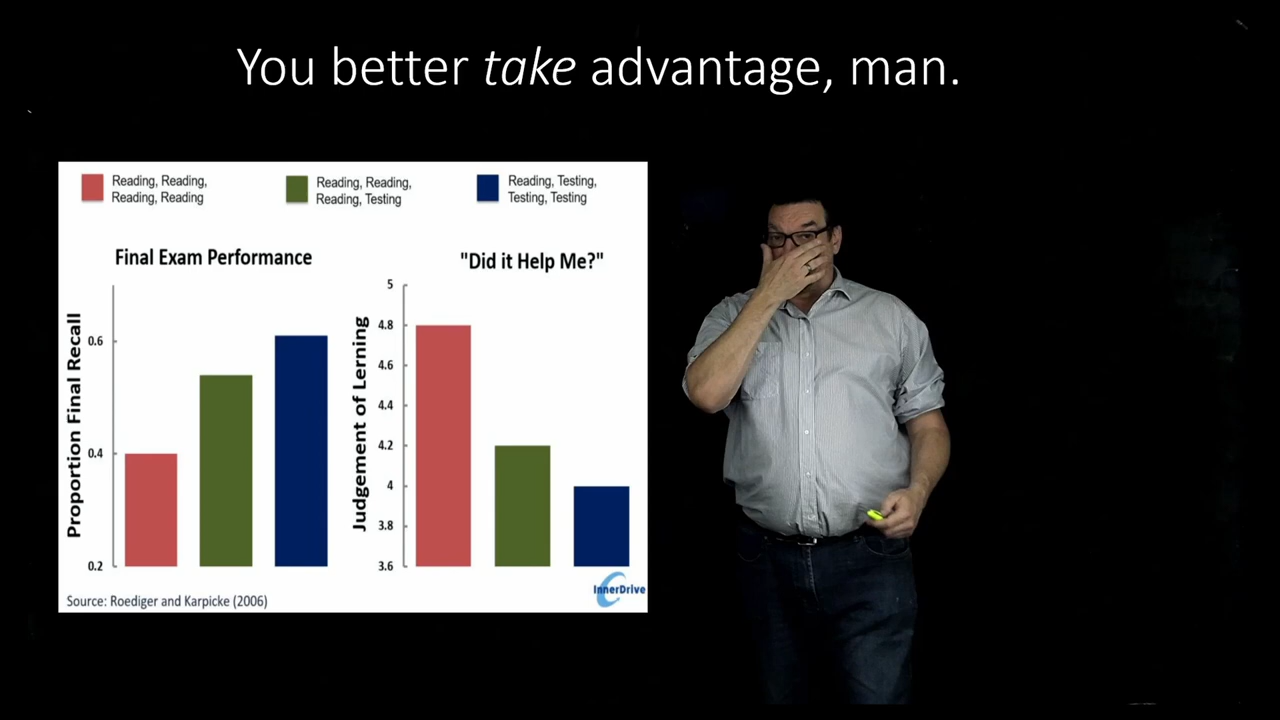 You better take advantage, man.
Reading, Reading,
Reading, Reading
Reading, Reading,
Reading, Testing
Reading, Testing,
Testing, Testing
Final Exam Performance
Proportion Final Recall
0.6
0.4
0.2
"Did it Help Me?"
Judgement of Lerning
5
4.8
4.6
4.4
4.2
4
3.8
3.6
Source: Roediger and Karpicke (2006)
InnerDrive